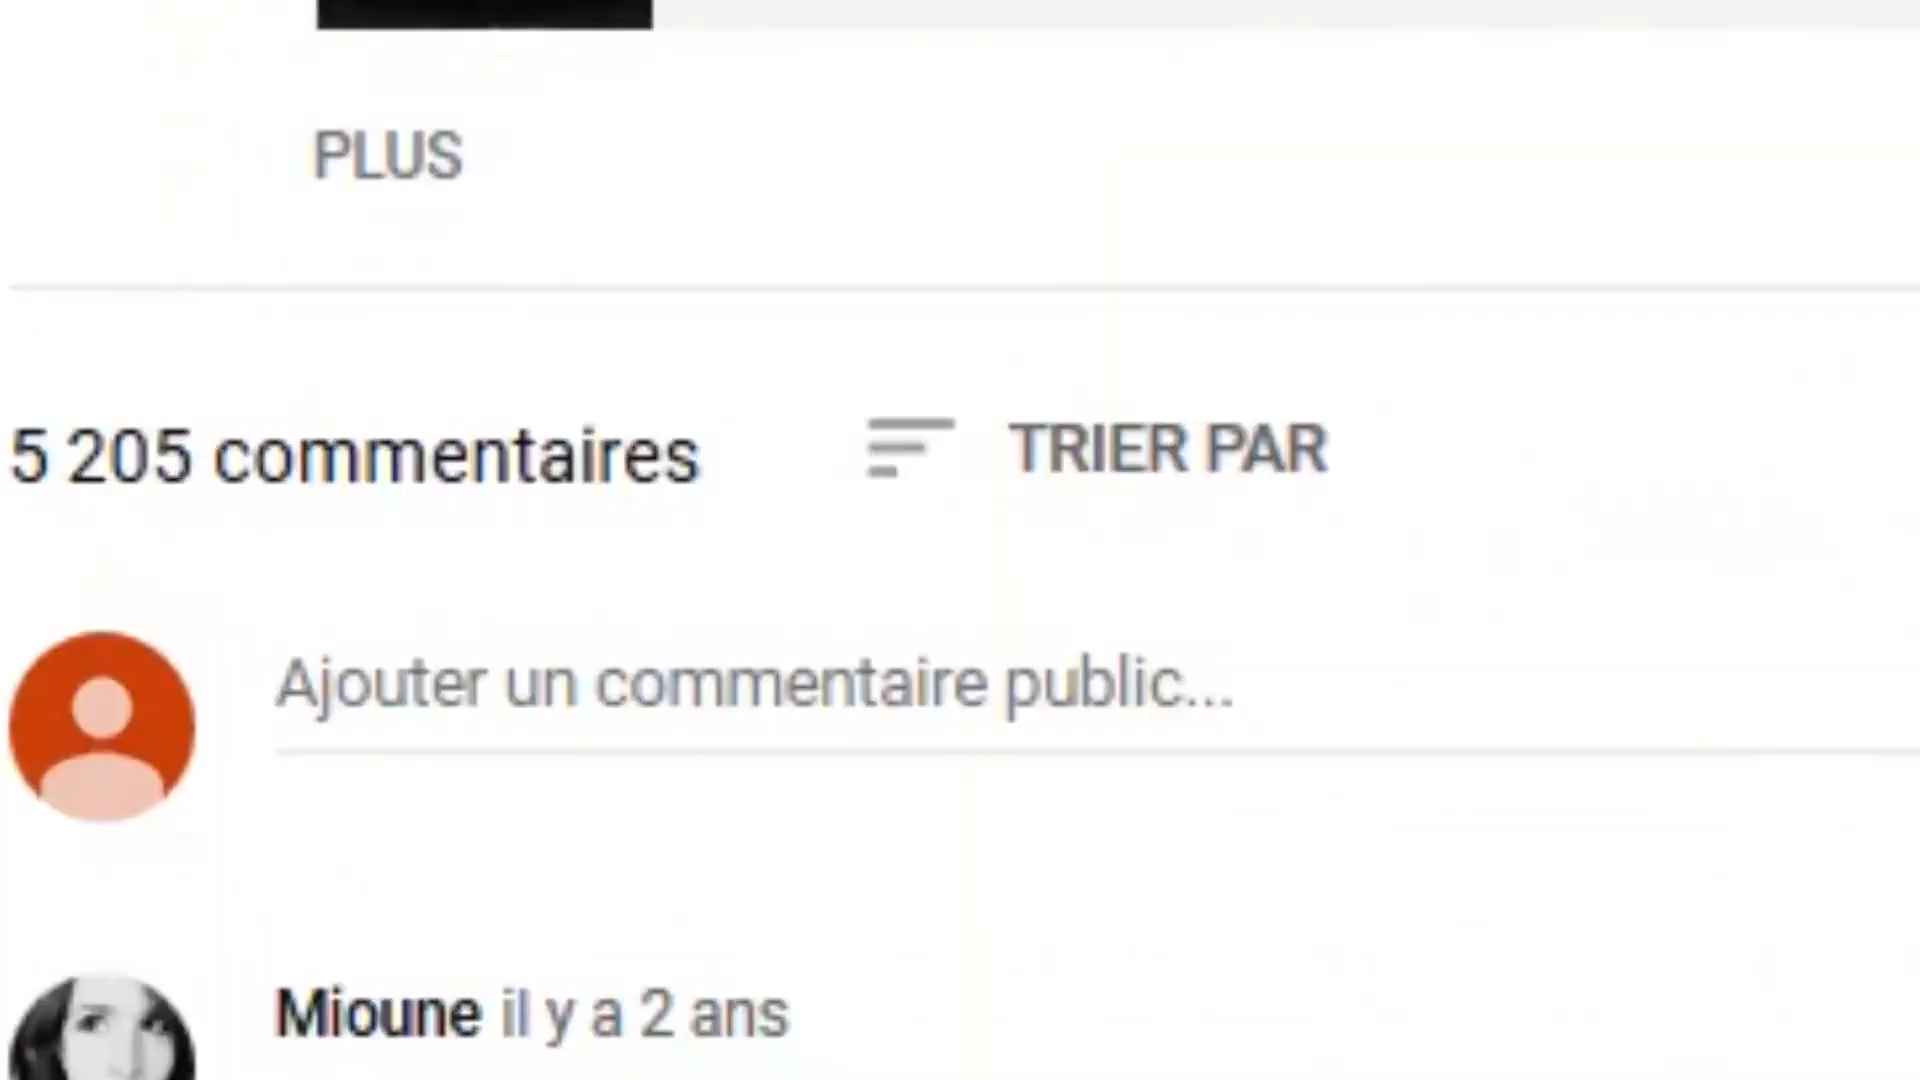 PLUS
5 205 commentaires
TRIER PAR
Ajouter un commentaire public...
Mioune il y a 2 ans